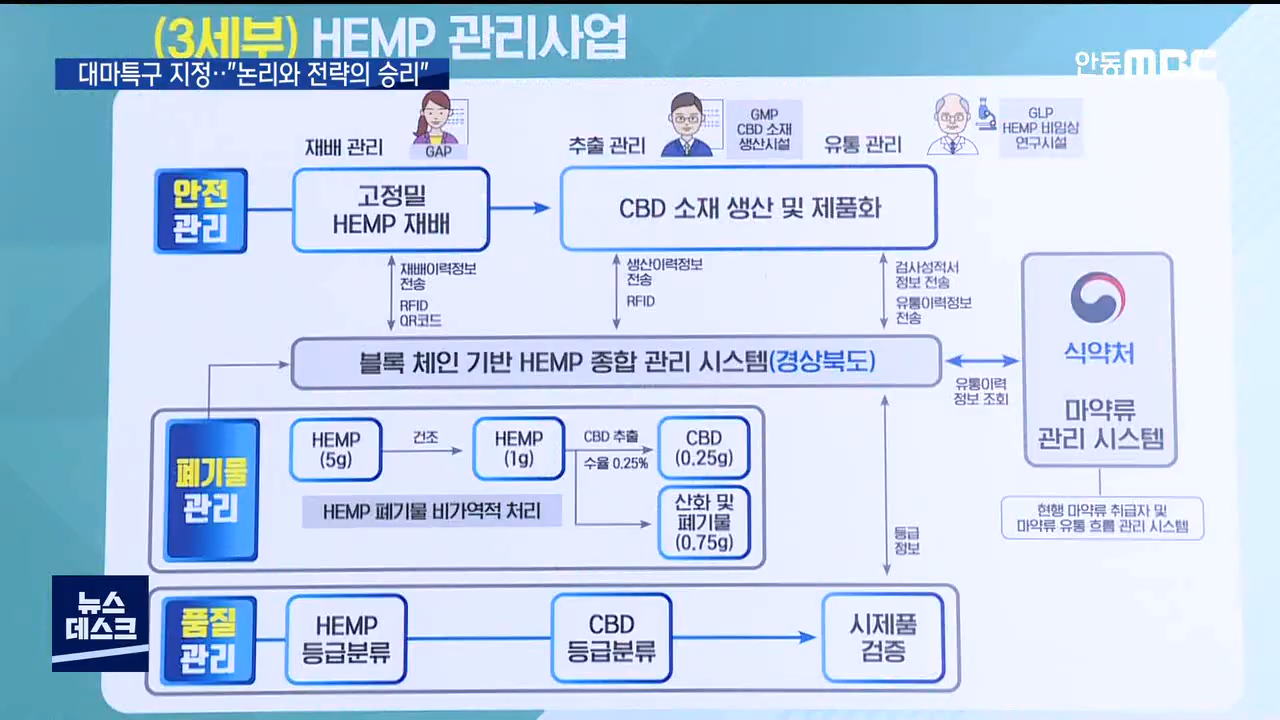 (3세부) HEMP 관리사업
대마특구 지정··"논리와 전략의 승리"
안동MBC
재배 관리
GAP
추출 관리
GMP
CBD 소재
생산시설
유통 관리
GLP
HEMP 비임상
연구시설
안전
관리
고정밀
HEMP 재배
CBD 소재 생산 및 제품화
재배이력정보
전송
RFID
QR코드
생산이력정보
전송
RFID
검사성적서
정보 전송
유통이력정보
전송
블록 체인 기반 HEMP 종합 관리 시스템(경상북도)
유통이력
정보 조회
식약처
마약류
관리 시스템
현행 마약류 취급자 및
마약류 유통 흐름 관리 시스템
폐기물
관리
HEMP
(5g)
건조
HEMP
(1g)
CBD 추출
수율 0.25%
CBD
(0.25g)
산화 및
폐기물
(0.75g)
HEMP 폐기물 비가역적 처리
등급
정보
품질
관리
HEMP
등급분류
CBD
등급분류
시제품
검증
뉴스
데스크